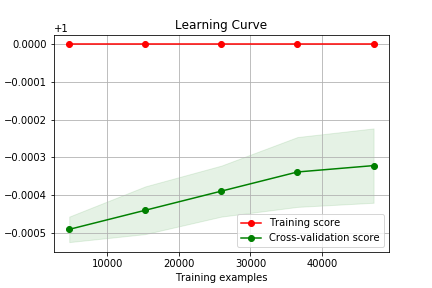 Learning Curve
+1
0.0000
−0.0001
−0.0002
−0.0003
−0.0004
−0.0005
Training score
Cross-validation score
10000 20000 30000 40000
Training examples